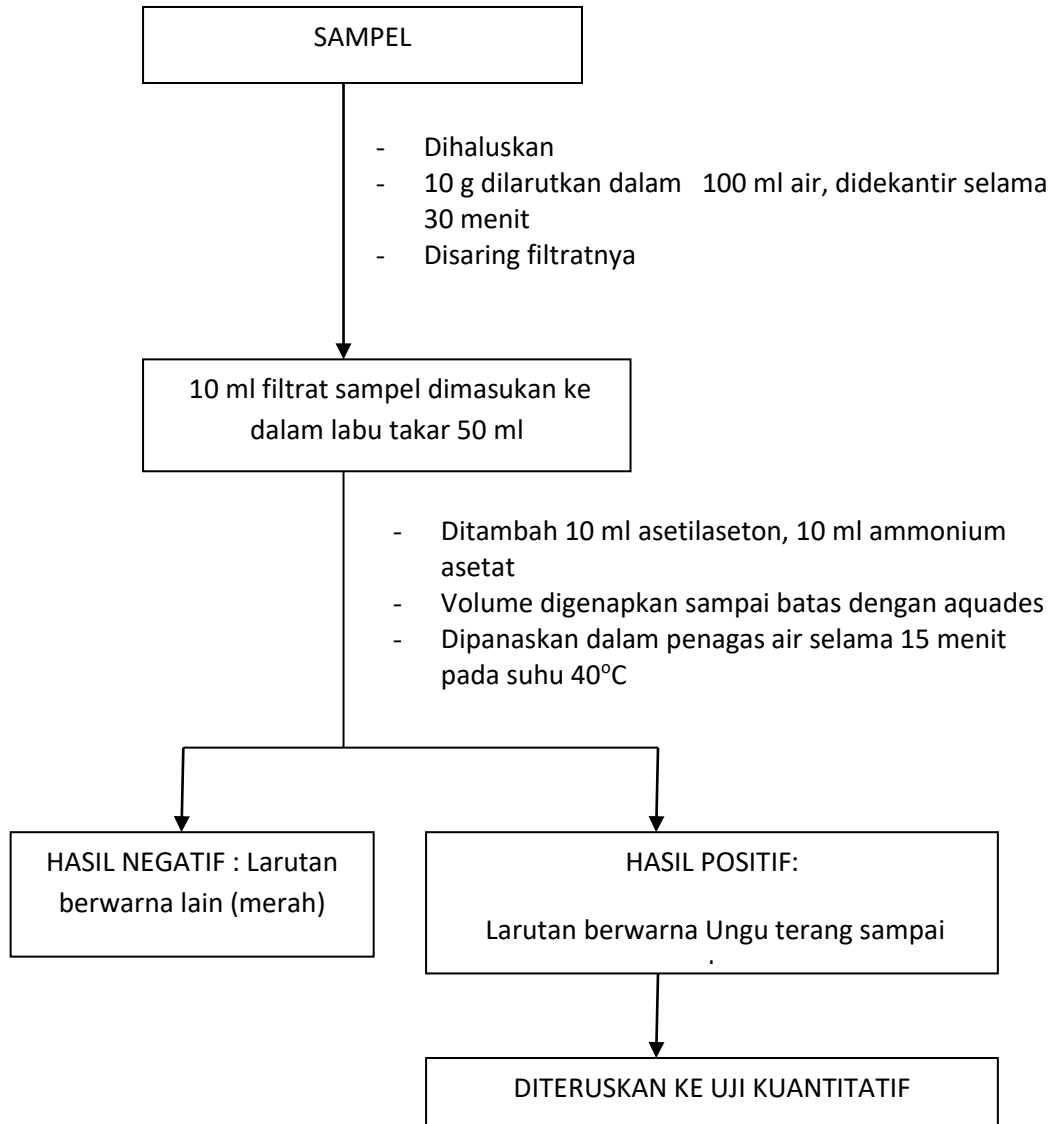 SAMPEL
- Dihaluskan
- 10 g dilarutkan dalam 100 ml air, didekantir selama
30 menit
- Disaring filtratnya
10 ml filtrat sampel dimasukan ke
dalam labu takar 50 ml
- Ditambah 10 ml asetilaseton, 10 ml ammonium
asetat
- Volume digenapkan sampai batas dengan aquades
- Dipanaskan dalam penagas air selama 15 menit
pada suhu 40°C
HASIL NEGATIF : Larutan
berwarna lain (merah)
HASIL POSITIF:
Larutan berwarna Ungu terang sampai
DITERUSKAN KE UJI KUANTITATIF